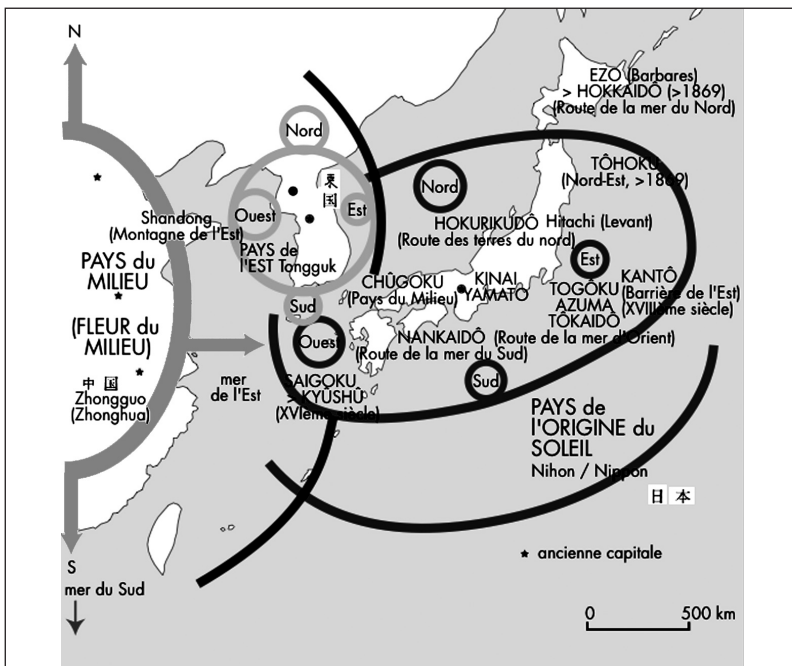 N
EZO (Barbares)
> HOKKAIDÔ (>1869)
(Route de la mer du Nord)
Nord
東
国
TÔHOKU
(Nord-Est, >1869)
Nord
Ouest
Est
Shandong
(Montagne de l'Est)
HOKURIKUDÔ
(Route des terres du nord)
Hitachi (Levant)
PAYS de
l'EST Tongguk
PAYS du
MILIEU
Est
CHÛGOKU
(Pays du Milieu)
KINAI
YAMATÔ
TOGÔKU
AZUMA
TÔKAIDÔ
(Route de la mer d'Orient)
KANTÔ
(Barrière de l'Est)
(XVIIIème siècle)
Sud
(FLEUR du
MILIEU)
Ouest
NANKAIDÔ
(Route de la mer du Sud)
中 国
Zhongguo
(Zhonghua)
mer
de l'Est
SAIGOKU
> KYÛSHÛ
(XVIeme siècle)
Sud
PAYS de
l'ORIGINE du
SOLEIL
Nihon / Nippon
日 本
ancienne capitale
S
mer du Sud
0 500 km